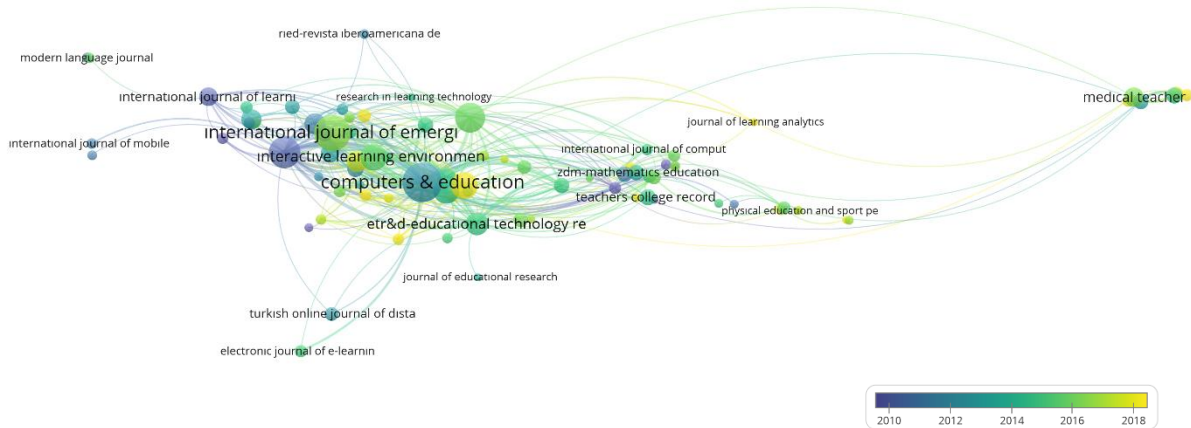 ried-revista iberoamericana de
modern language journal
international journal of learni
research in learning technology
medical teacher
journal of learning analytics
international journal of emergi
international journal of mobile
international journal of comput
interactive learning environmen
zdm-mathematics education
computers & education
teachers college record
physical education and sport pe
etr&d-educational technology re
journal of educational research
turkish online journal of dista
electronic journal of e-learnin
2010 2012 2014 2016 2018